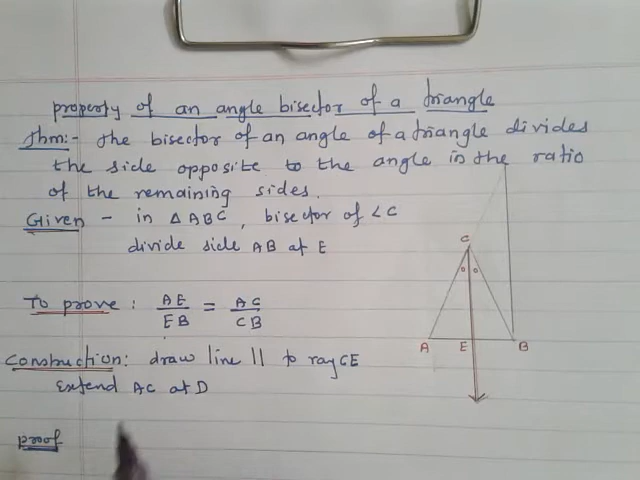 property of an angle bisector of a triangle
Thm:- The bisector of an angle of a triangle divides
the side opposite to the angle in the ratio
of the remaining sides.
Given - in △ABC, bisector of ∠C
divide side AB at E
To prove : AE/EB = AC/CB
Construction: draw line || to ray CE
Extend AC at D
proof
C
A E B